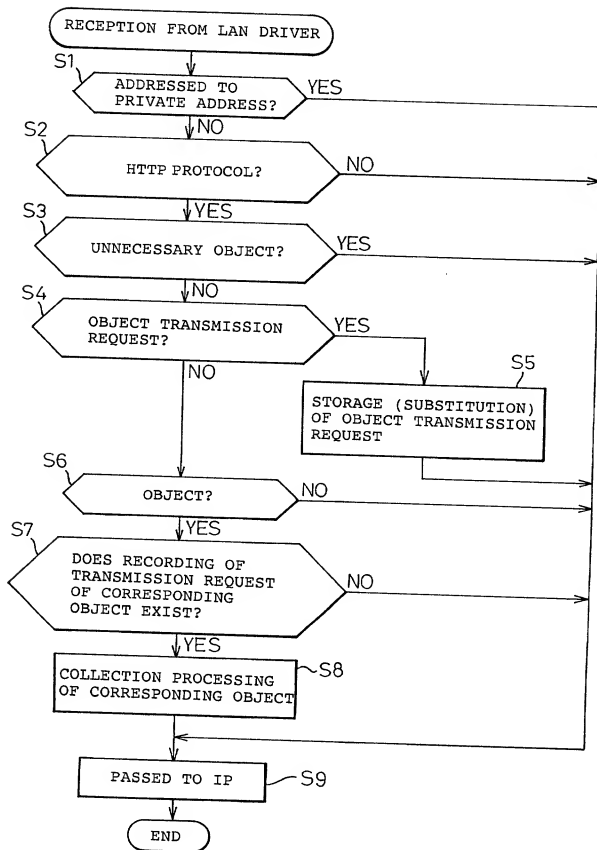 RECEPTION FROM LAN DRIVER
S1
ADDRESSED TO
PRIVATE ADDRESS?
YES
NO
S2
HTTP PROTOCOL?
NO
YES
S3
UNNECESSARY OBJECT?
YES
NO
S4
OBJECT TRANSMISSION
REQUEST?
YES
NO
S5
STORAGE (SUBSTITUTION)
OF OBJECT TRANSMISSION
REQUEST
S6
OBJECT?
NO
YES
S7
DOES RECORDING OF
TRANSMISSION REQUEST
OF CORRESPONDING
OBJECT EXIST?
NO
YES
S8
COLLECTION PROCESSING
OF CORRESPONDING OBJECT
PASSED TO IP
S9
END